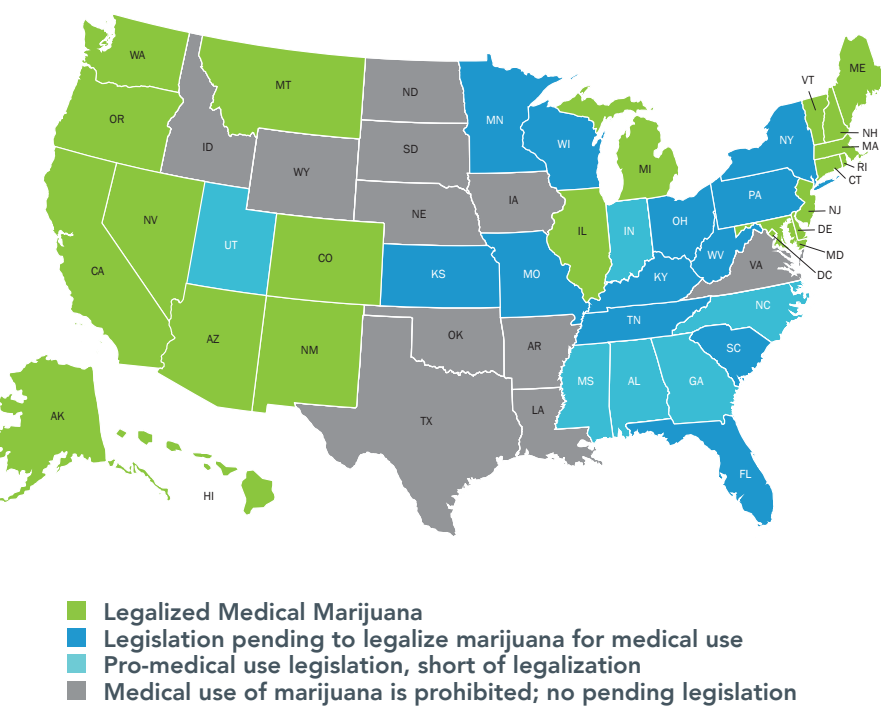 WA
MT
ND
MN
VT
ME
OR
ID
SD
WI
NY
NH
MA
WY
MI
RI
CT
NV
NE
IA
PA
NJ
UT
CO
IL
IN
OH
DE
MD
CA
KS
MO
WV
VA
DC
KY
NC
AZ
NM
OK
AR
TN
SC
MS
AL
GA
AK
TX
LA
HI
FL
Legalized Medical Marijuana
Legislation pending to legalize marijuana for medical use
Pro-medical use legislation, short of legalization
Medical use of marijuana is prohibited; no pending legislation